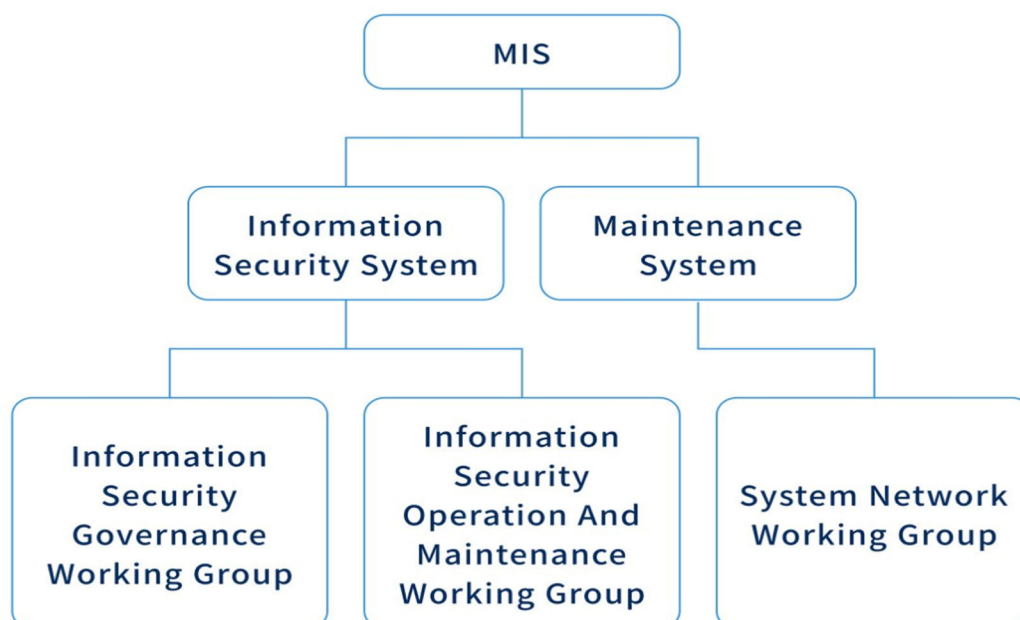 MIS
Information
Security System
Maintenance
System
Information
Security
Governance
Working Group
Information
Security
Operation And
Maintenance
Working Group
System Network
Working Group